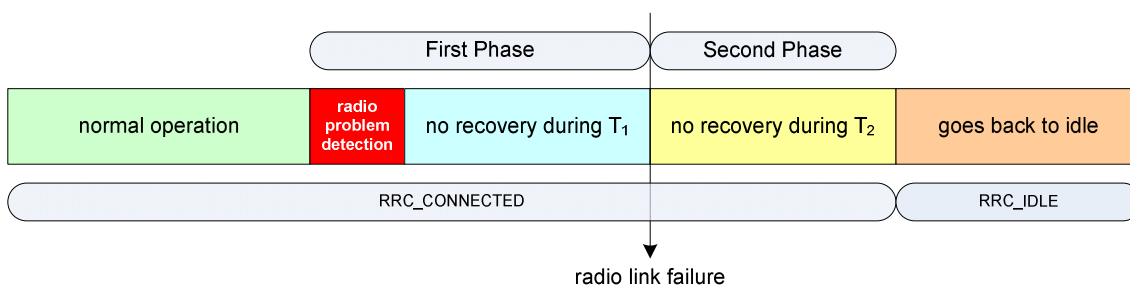 First Phase
Second Phase
normal operation
radio
problem
detection
no recovery during T₁
no recovery during T₂
goes back to idle
RRC_CONNECTED
RRC_IDLE
radio link failure